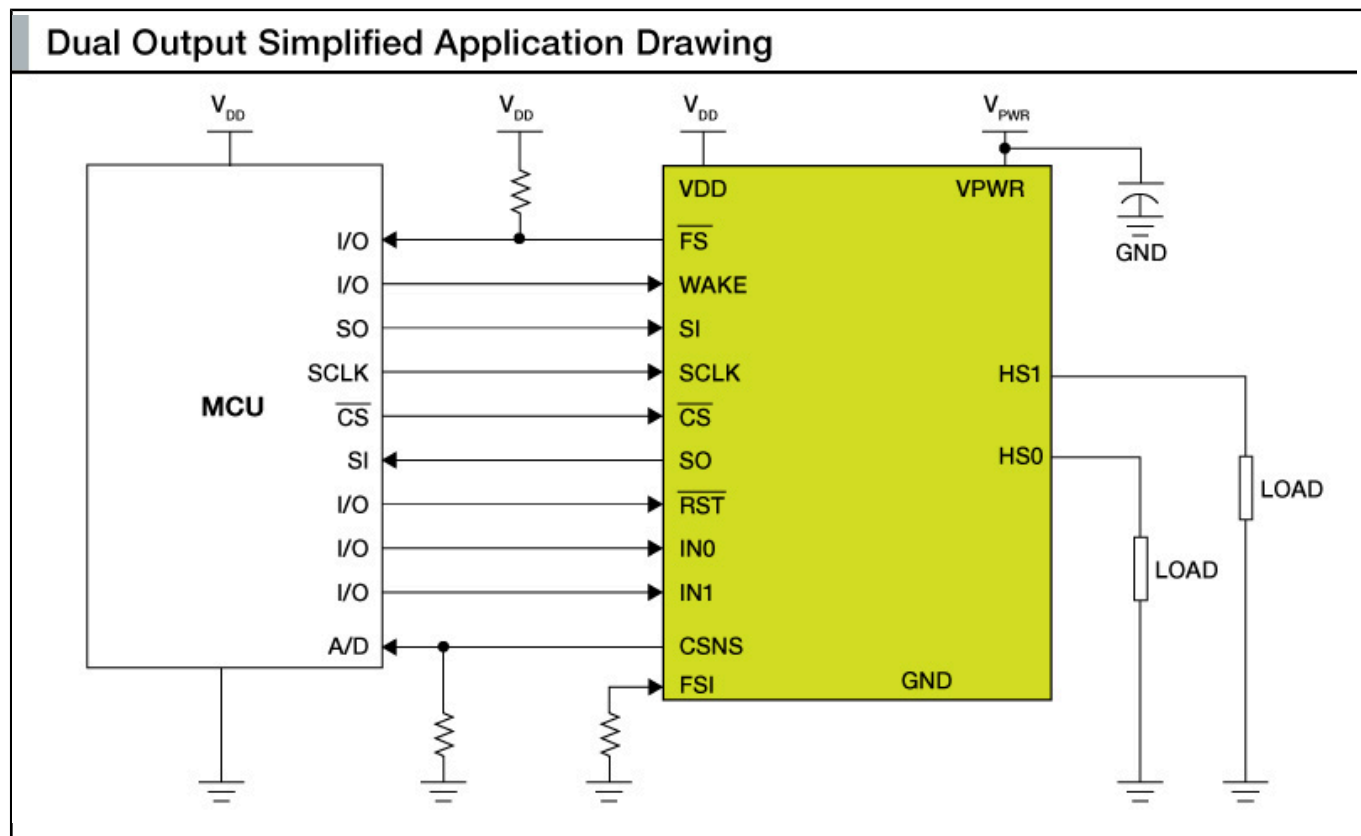 Dual Output Simplified Application Drawing
VDD
VDD
VDD
VPWR
VDD
VPWR
GND
I/O
FS
I/O
WAKE
SO
SI
SCLK
SCLK
HS1
MCU
CS
CS
SI
SO
HS0
LOAD
I/O
RST
I/O
IN0
LOAD
I/O
IN1
A/D
CSNS
FSI
GND